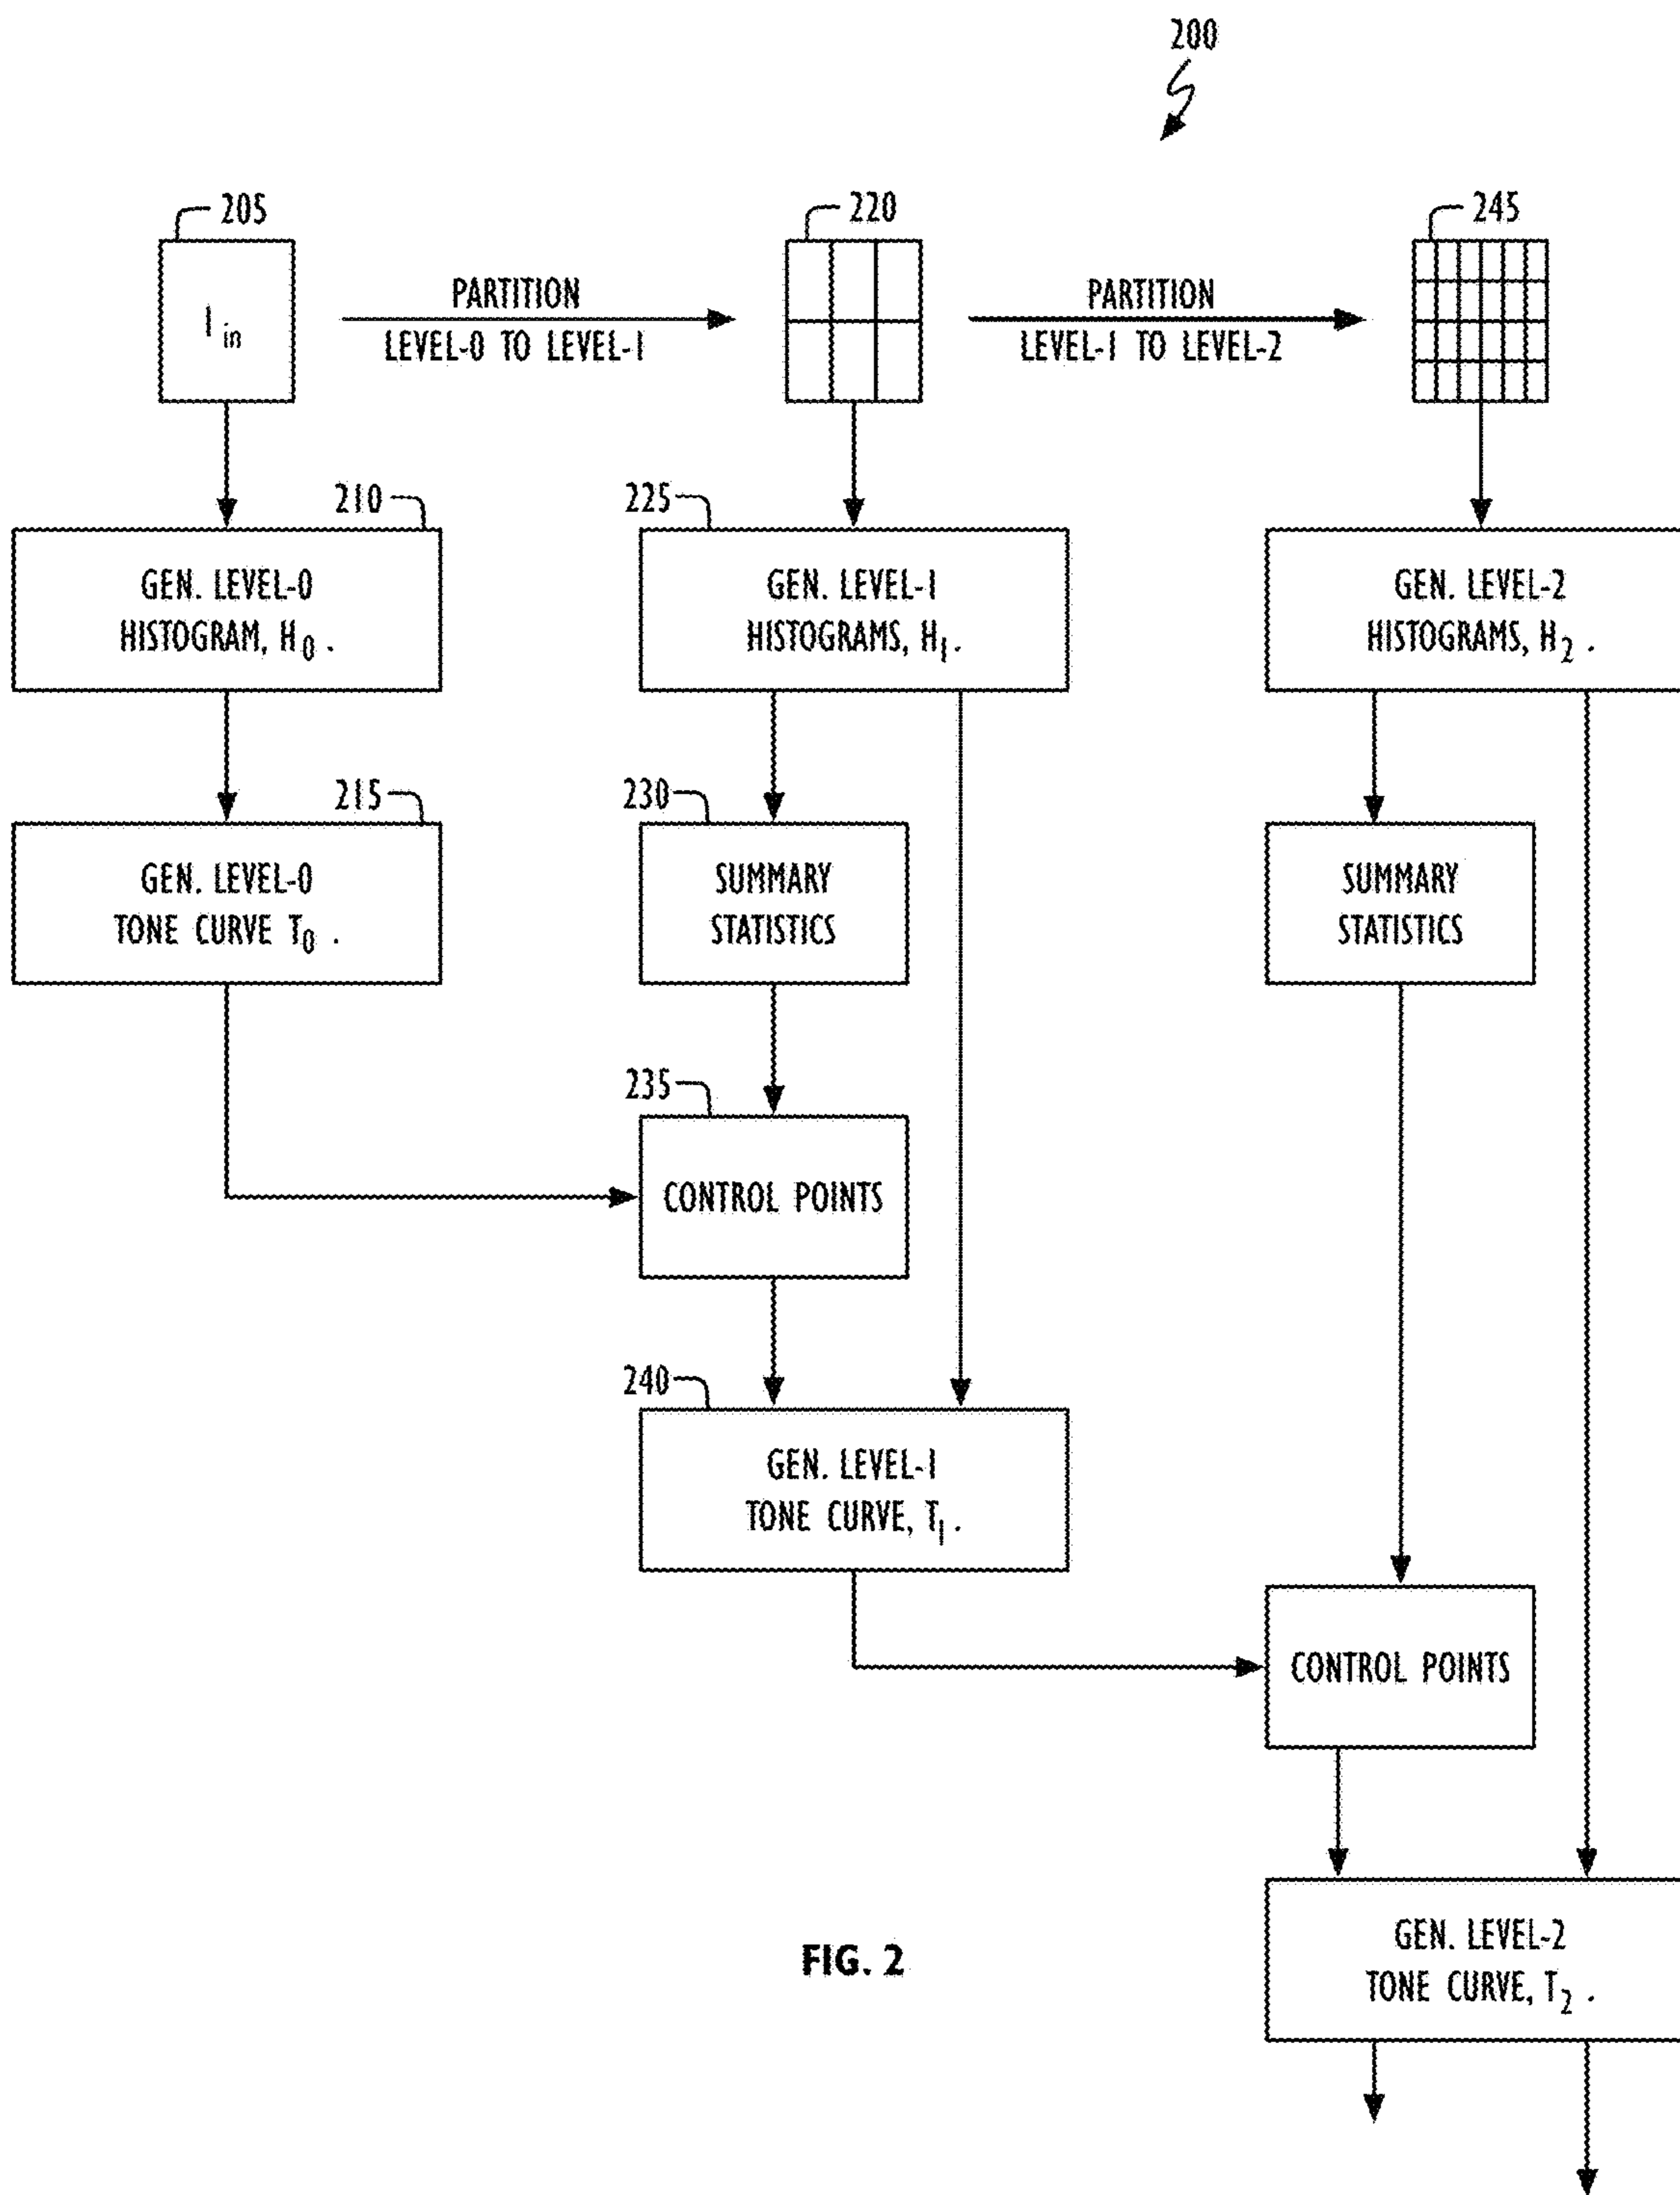 200
205
220
245
I in
PARTITION
LEVEL-0 TO LEVEL-1
PARTITION
LEVEL-1 TO LEVEL-2
210
225
GEN. LEVEL-0
HISTOGRAM, H0 .
GEN. LEVEL-1
HISTOGRAMS, H1.
GEN. LEVEL-2
HISTOGRAMS, H2 .
215
230
GEN. LEVEL-0
TONE CURVE T0 .
SUMMARY
STATISTICS
SUMMARY
STATISTICS
235
CONTROL POINTS
240
GEN. LEVEL-1
TONE CURVE, T1 .
CONTROL POINTS
GEN. LEVEL-2
TONE CURVE, T2 .
FIG. 2